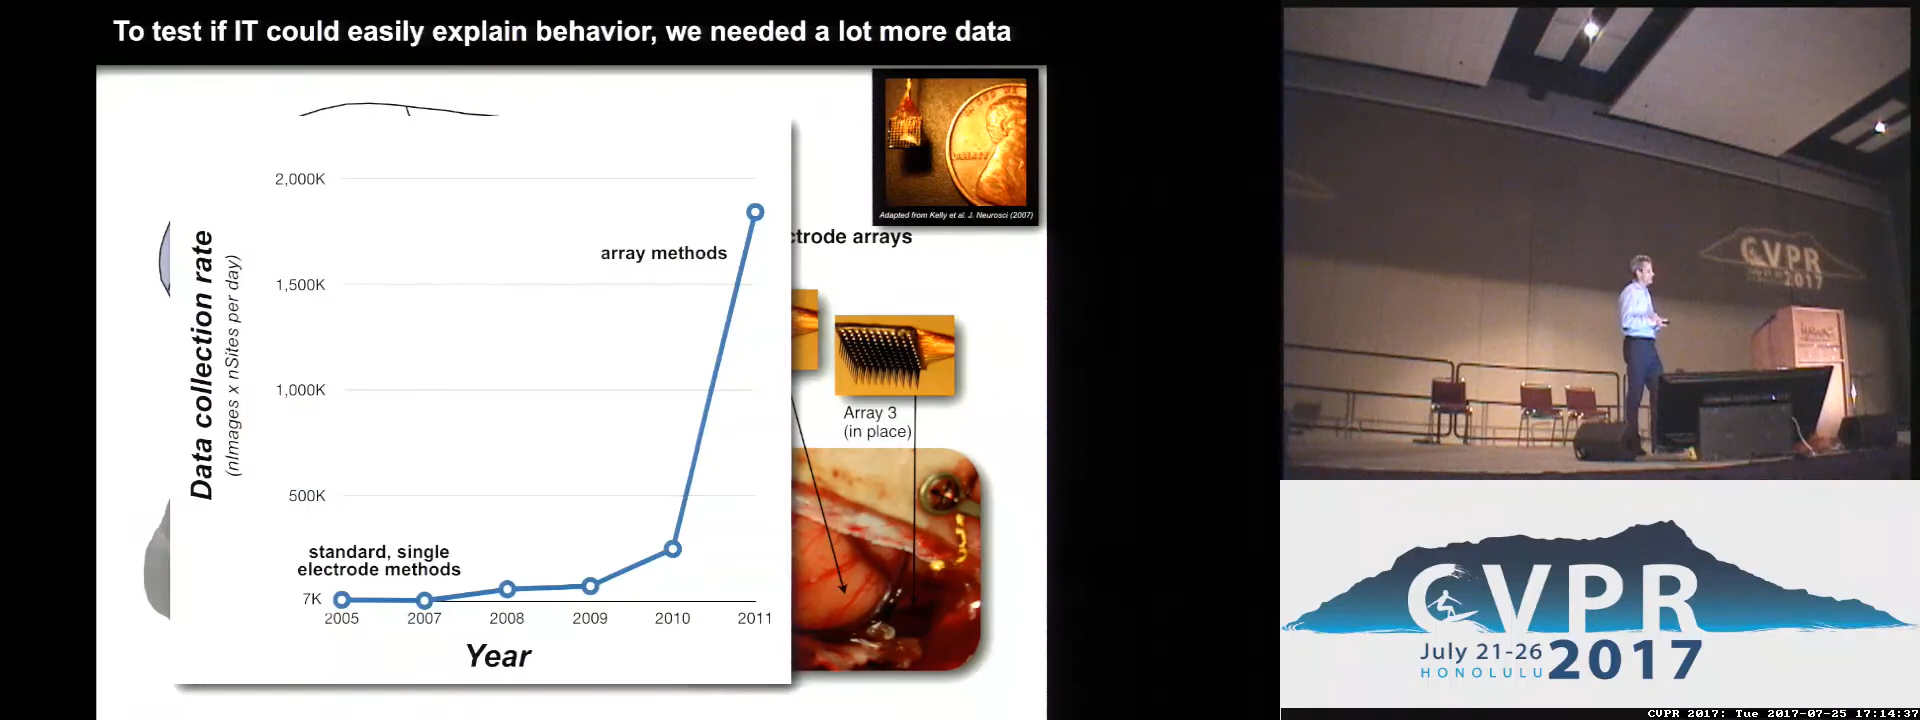 To test if IT could easily explain behavior, we needed a lot more data
Adapted from Kelly et al. J. Neurosci (2007)
ctrode arrays
Array 3
(in place)
2,000K
1,500K
1,000K
500K
7K
array methods
standard, single
electrode methods
Data collection rate
(nImages x nSites per day)
2005 2007 2008 2009 2010 2011
Year
LIBERTY
CVPR
2017
CVPR
July 21-26
HONOLULU
2017
CVPR 2017: Tue 2017-07-25 17:14:37